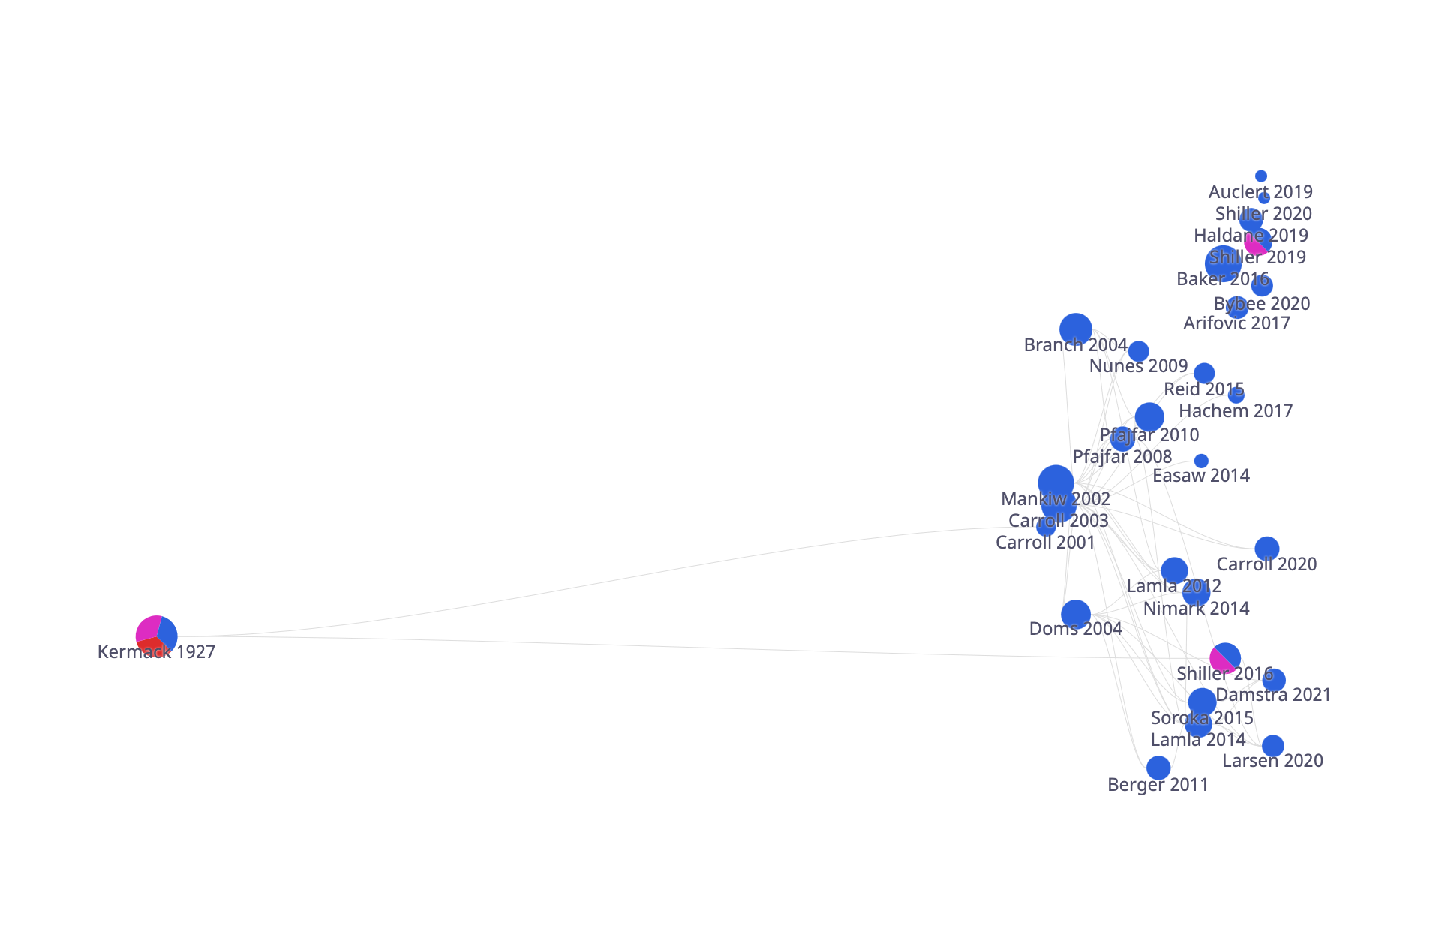 Auclert 2019
Shiller 2020
Haldane 2019
Shiller 2019
Baker 2016
Bybee 2020
Arifovic 2017
Branch 2004
Nunes 2009
Reid 2015
Hachem 2017
Pfajfar 2010
Pfajfar 2008
Easaw 2014
Mankiw 2002
Carroll 2003
Carroll 2001
Carroll 2020
Lamla 2012
Nimark 2014
Doms 2004
Kermack 1927
Shiller 2016
Damstra 2021
Soroka 2015
Lamla 2014
Larsen 2020
Berger 2011